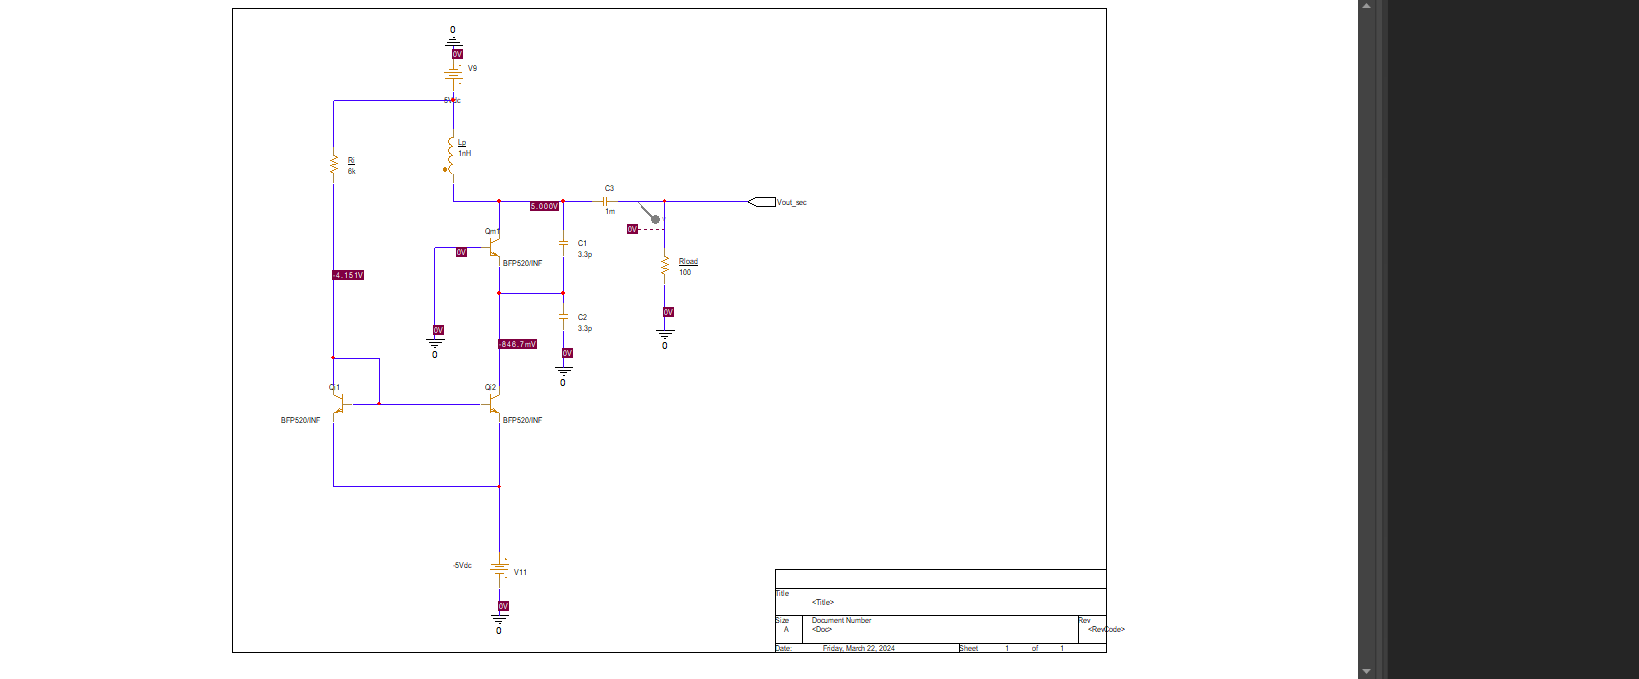 0
0V
V9
5Vdc
Lp
1nH
Ri
6k
C3
1m
5.000V
Vout_sec
0V
Qm1
C1
3.3p
0V
BFP520/INF
Rload
100
-4.151V
0V
C2
3.3p
0V
0
0
-846.7mV
0V
0
Qi1
Qi2
BFP520/INF
BFP520/INF
-5Vdc
V11
0V
0
Title
<Title>
Size
A
Document Number
<Doc>
Rev
<RevCode>
Date:
Friday, March 22, 2024
Sheet
1
of
1